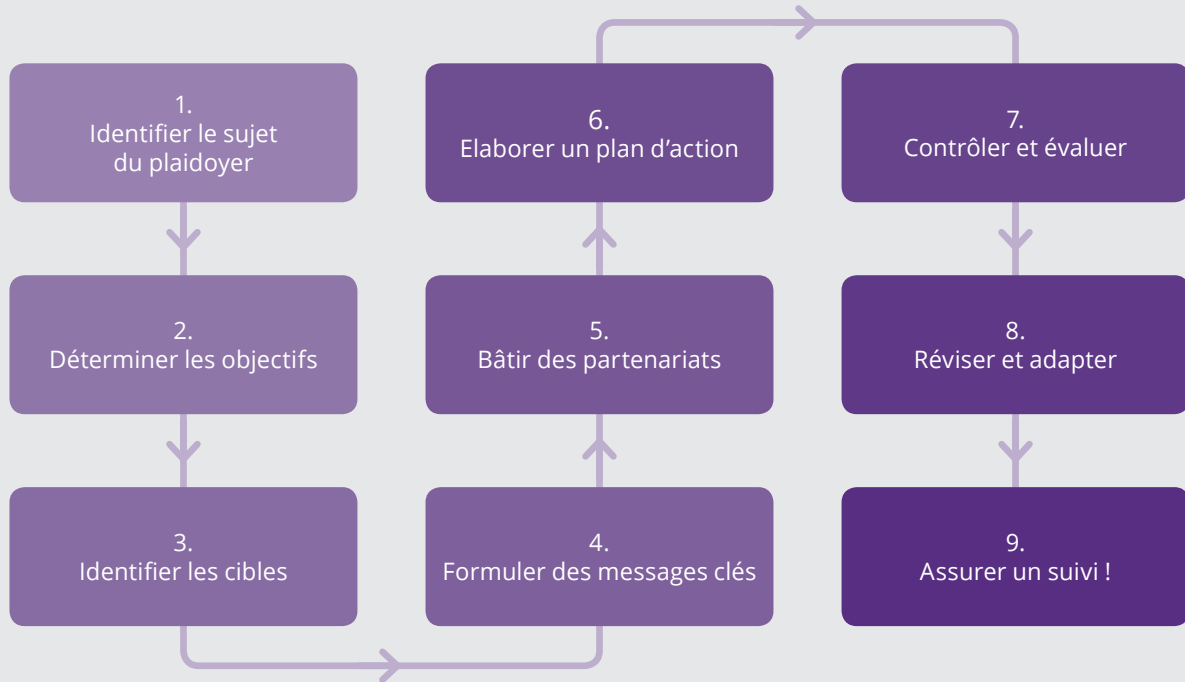 1.
Identifier le sujet
du plaidoyer
2.
Déterminer les objectifs
3.
Identifier les cibles
4.
Formuler des messages clés
5.
Bâtir des partenariats
6.
Elaborer un plan d’action
7.
Contrôler et évaluer
8.
Réviser et adapter
9.
Assurer un suivi !